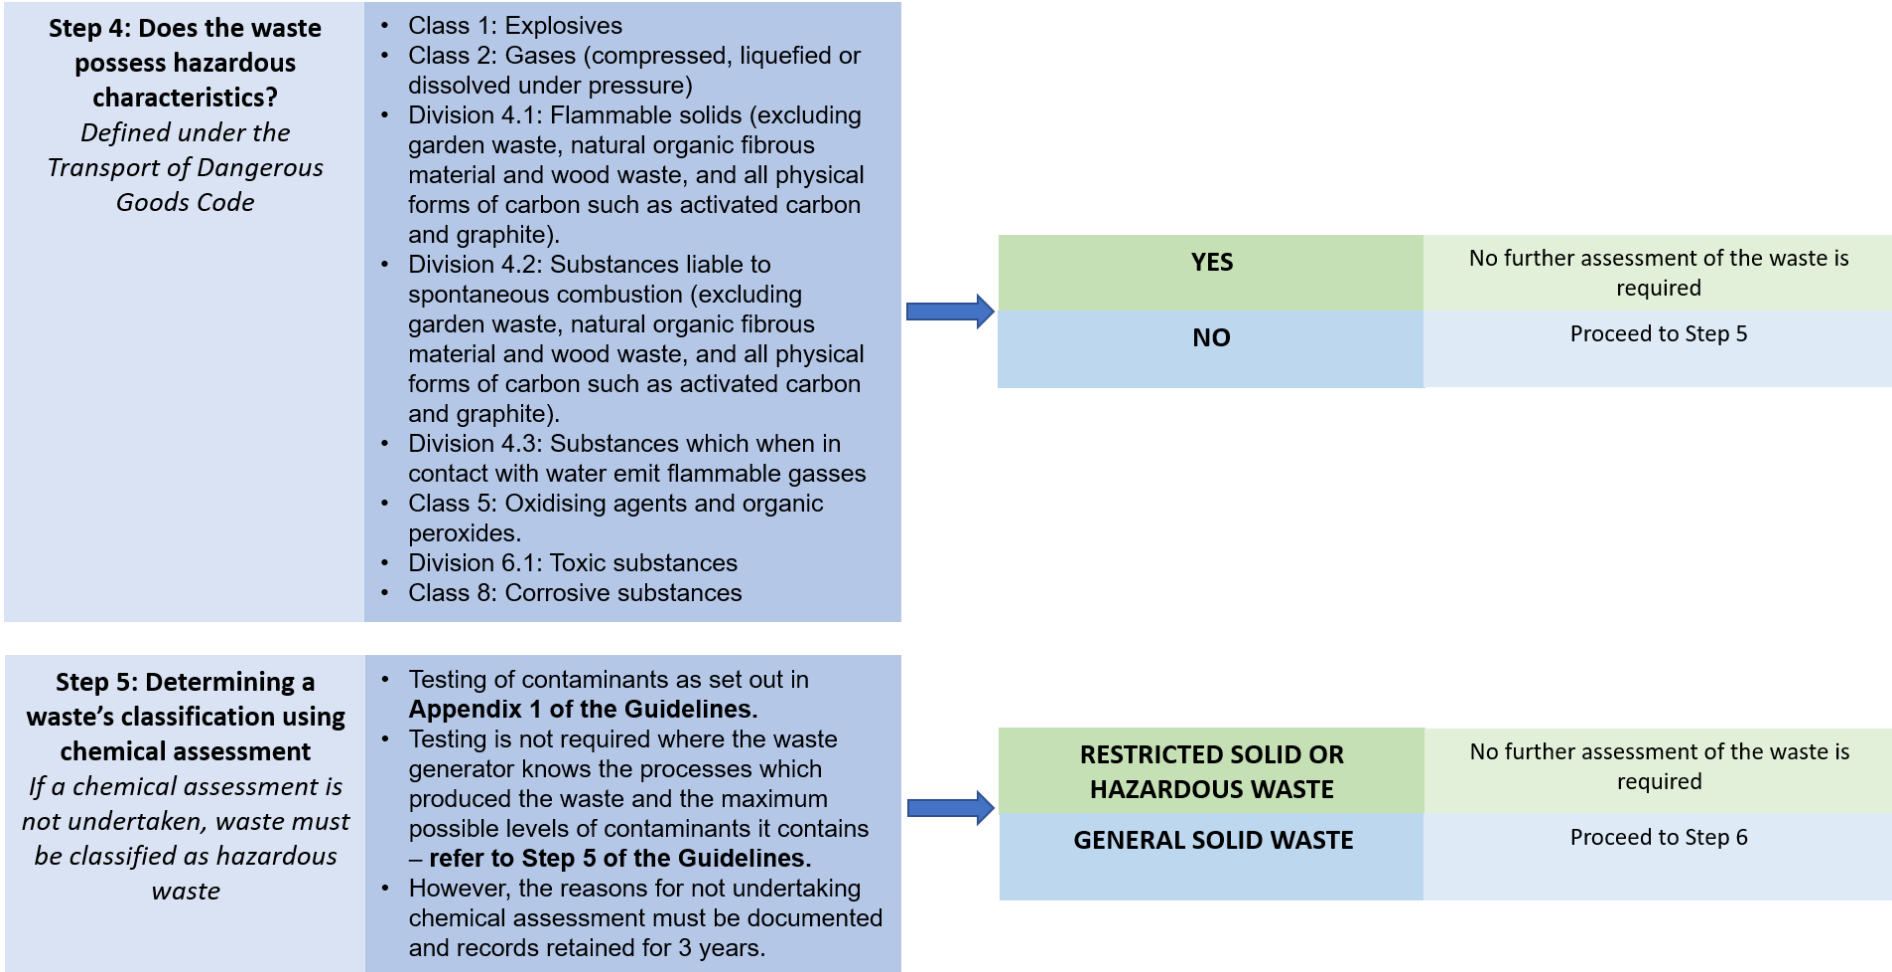 Step 4: Does the waste
possess hazardous
characteristics?
Defined under the
Transport of Dangerous
Goods Code
• Class 1: Explosives
• Class 2: Gases (compressed, liquefied or
dissolved under pressure)
• Division 4.1: Flammable solids (excluding
garden waste, natural organic fibrous
material and wood waste, and all physical
forms of carbon such as activated carbon
and graphite).
• Division 4.2: Substances liable to
spontaneous combustion (excluding
garden waste, natural organic fibrous
material and wood waste, and all physical
forms of carbon such as activated carbon
and graphite).
• Division 4.3: Substances which when in
contact with water emit flammable gasses
• Class 5: Oxidising agents and organic
peroxides.
• Division 6.1: Toxic substances
• Class 8: Corrosive substances
YES
No further assessment of the waste is
required
NO
Proceed to Step 5
Step 5: Determining a
waste's classification using
chemical assessment
If a chemical assessment is
not undertaken, waste must
be classified as hazardous
waste
• Testing of contaminants as set out in
Appendix 1 of the Guidelines.
• Testing is not required where the waste
generator knows the processes which
produced the waste and the maximum
possible levels of contaminants it contains
– refer to Step 5 of the Guidelines.
• However, the reasons for not undertaking
chemical assessment must be documented
and records retained for 3 years.
RESTRICTED SOLID OR
HAZARDOUS WASTE
No further assessment of the waste is
required
GENERAL SOLID WASTE
Proceed to Step 6